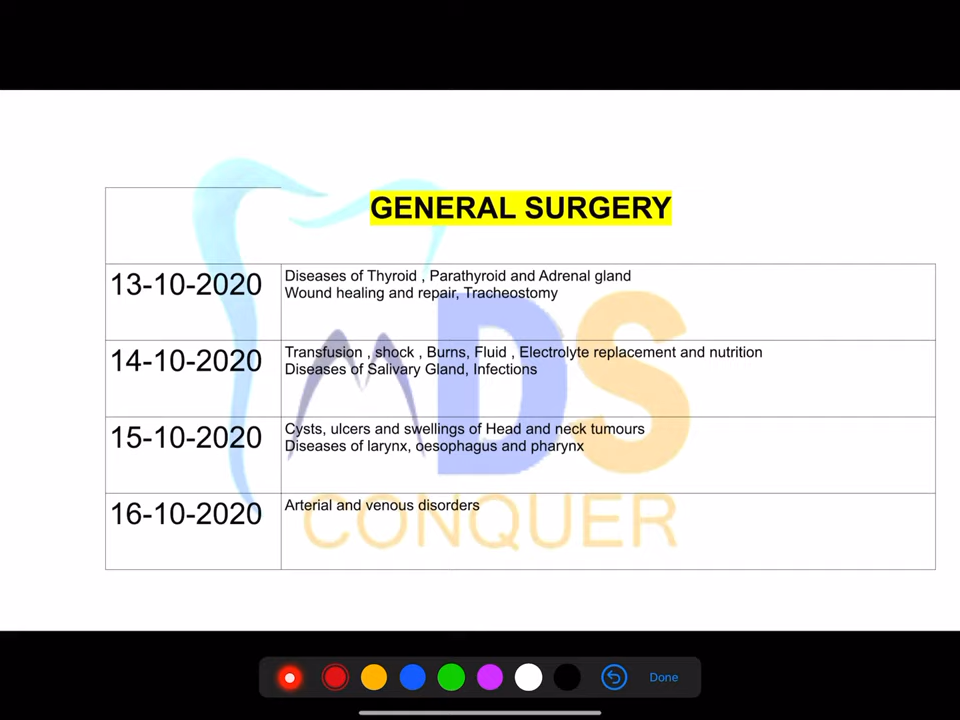 GENERAL SURGERY
13-10-2020
Diseases of Thyroid , Parathyroid and Adrenal gland
Wound healing and repair, Tracheostomy
14-10-2020
Transfusion , shock , Burns, Fluid , Electrolyte replacement and nutrition
Diseases of Salivary Gland, Infections
15-10-2020
Cysts, ulcers and swellings of Head and neck tumours
Diseases of larynx, oesophagus and pharynx
16-10-2020
Arterial and venous disorders
MDS
CONQUER
Done